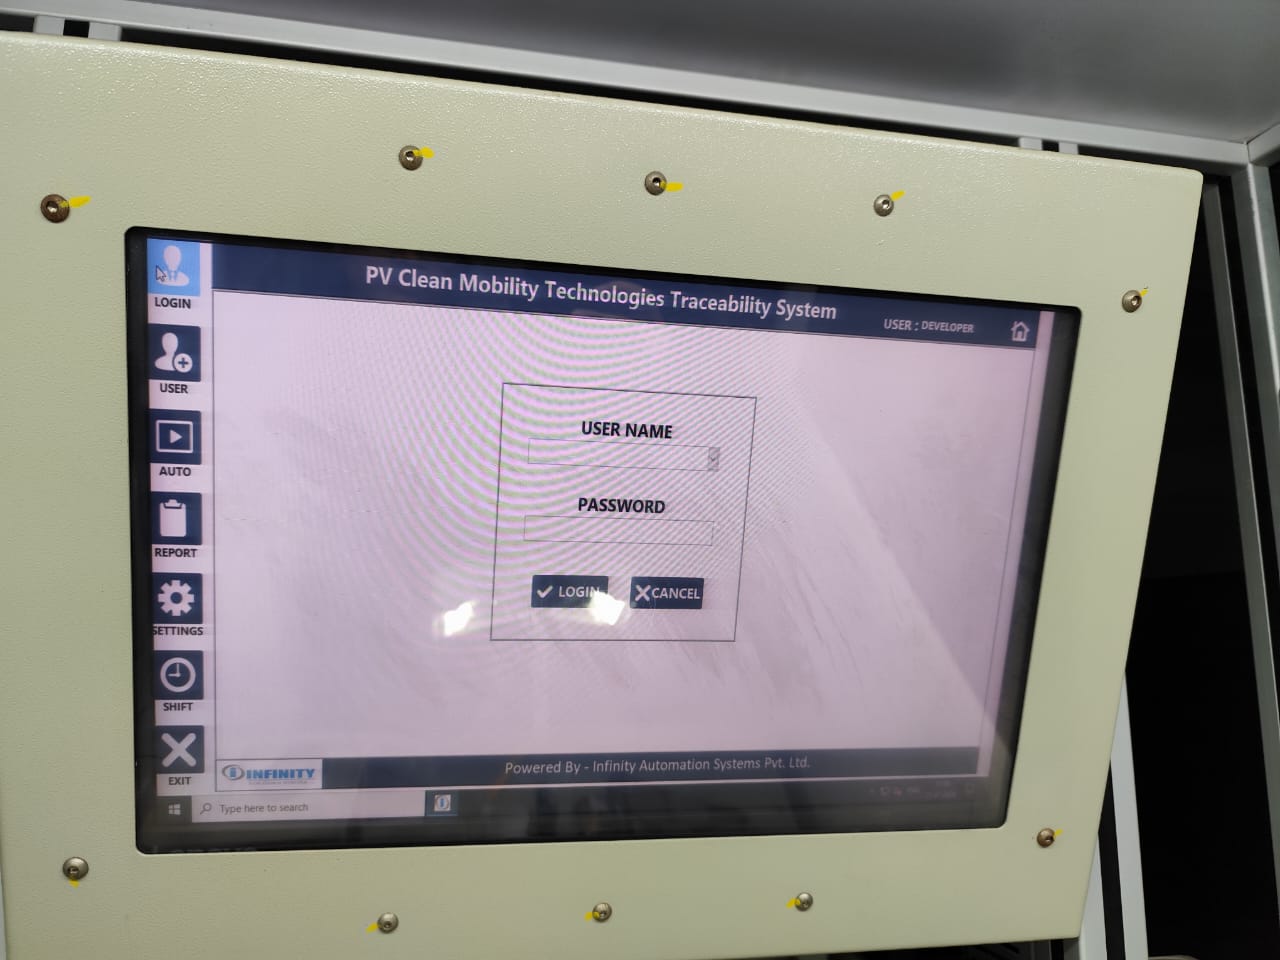 PV Clean Mobility Technologies Traceability System
USER : DEVELOPER
LOGIN
USER
AUTO
REPORT
SETTINGS
SHIFT
EXIT
USER NAME
PASSWORD
LOGIN
CANCEL
INFINITY
Powered By - Infinity Automation Systems Pvt. Ltd.
Type here to search